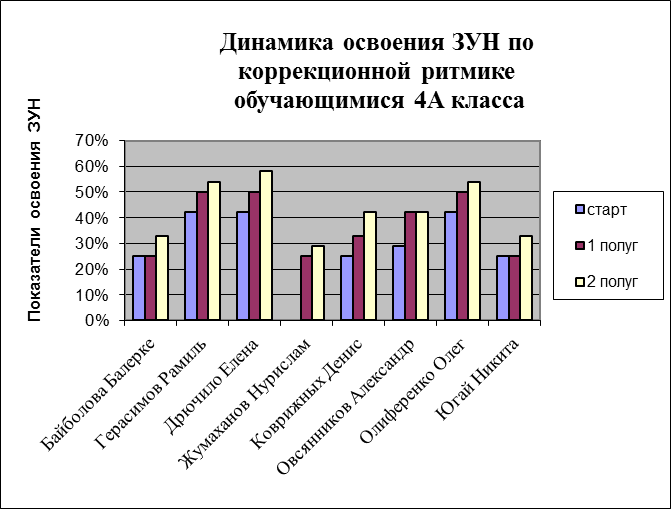 Динамика освоения ЗУН по
коррекционной ритмике
обучающимися 4А класса
Показатели освоения ЗУН
70%
60%
50%
40%
30%
20%
10%
0%
Байболова Балерке
Герасимов Рамиль
Дрючило Елена
Жумаханов Нурислам
Коврижных Денис
Овсянников Александр
Олиференко Олег
Югай Никита
старт
1 полуг
2 полуг